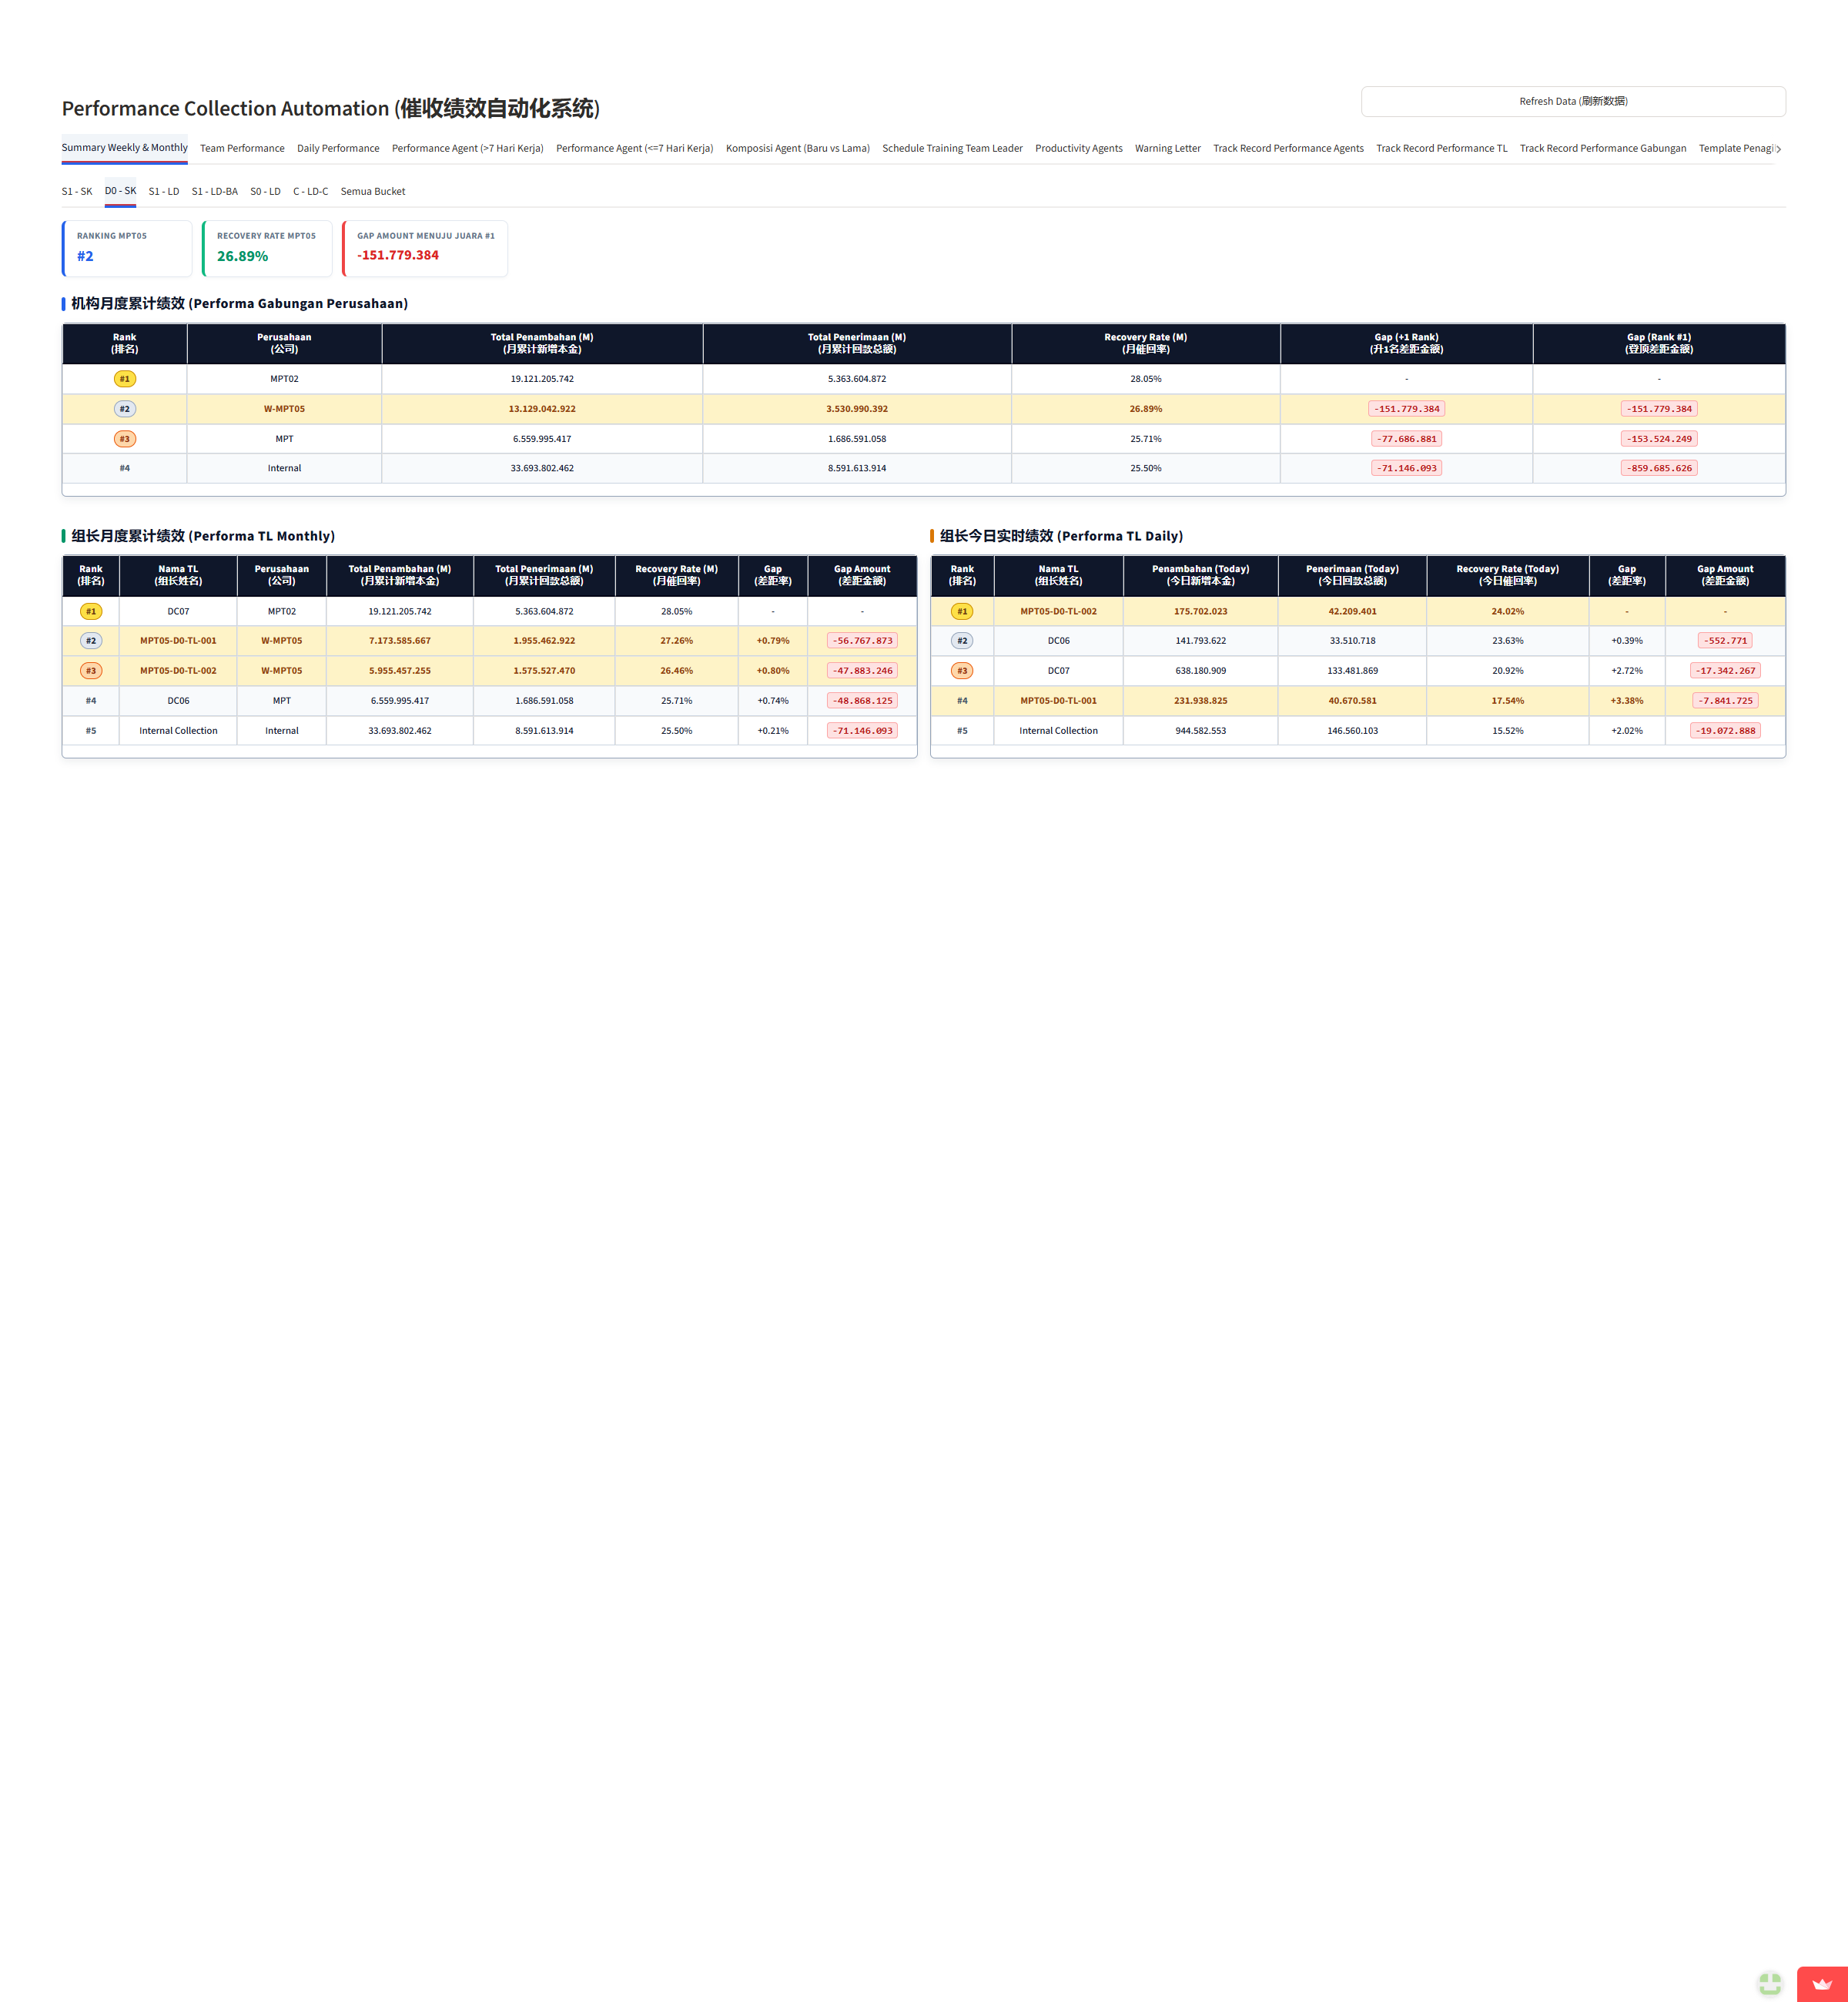 Performance Collection Automation (催收绩效自动化系统)
Refresh Data (刷新数据)
Summary Weekly & Monthly Team Performance Daily Performance Performance Agent (>7 Hari Kerja) Performance Agent (<=7 Hari Kerja) Komposisi Agent (Baru vs Lama) Schedule Training Team Leader Productivity Agents Warning Letter Track Record Performance Agents Track Record Performance TL Track Record Performance Gabungan Template
S1 - SK D0 - SK S1 - LD S1 - LD-BA S0 - LD C - LD-C Semua Bucket
RANKING MPT05
#2
RECOVERY RATE MPT05
26.89%
GAP AMOUNT MENUJU JUARA #1
-151.779.384
机构月度累计绩效 (Performa Gabungan Perusahaan)
Rank Perusahaan Total Penambahan (M) Total Penerimaan (M) Recovery Rate (M) Gap (+1 Rank) Gap (Rank #1)
(排名) (公司) (月累计新增本金) (月累计回款总额) (月催回率) (升1名差距金额) (登顶差距金额)
#1 MPT02 19.121.205.742 5.363.604.872 28.05% - -
#2 W-MPT05 13.129.042.922 3.530.990.392 26.89% -151.779.384 -151.779.384
#3 MPT 6.559.995.417 1.686.591.058 25.71% -77.686.881 -153.524.249
#4 Internal 33.693.802.462 8.591.613.914 25.50% -71.146.093 -859.685.626
组长月度累计绩效 (Performa TL Monthly)
Rank Nama TL Perusahaan Total Penambahan (M) Total Penerimaan (M) Recovery Rate (M) Gap Gap Amount
(排名) (组长姓名) (公司) (月累计新增本金) (月累计回款总额) (月催回率) (差距率) (差距金额)
#1 DC07 MPT02 19.121.205.742 5.363.604.872 28.05% - -
#2 MPT05-D0-TL-001 W-MPT05 7.173.585.667 1.955.462.922 27.26% +0.79% -56.767.873
#3 MPT05-D0-TL-002 W-MPT05 5.955.457.255 1.575.527.470 26.46% +0.80% -47.883.246
#4 DC06 MPT 6.559.995.417 1.686.591.058 25.71% +0.74% -48.868.125
#5 Internal Collection Internal 33.693.802.462 8.591.613.914 25.50% +0.21% -71.146.093
组长今日实时绩效 (Performa TL Daily)
Rank Nama TL Penambahan (Today) Penerimaan (Today) Recovery Rate (Today) Gap Gap Amount
(排名) (组长姓名) (今日新增本金) (今日回款总额) (今日催回率) (差距率) (差距金额)
#1 MPT05-D0-TL-002 175.702.023 42.209.401 24.02% - -
#2 DC06 141.793.622 33.510.718 23.63% +0.39% -552.771
#3 DC07 638.180.909 133.481.869 20.92% +2.72% -17.342.267
#4 MPT05-D0-TL-001 231.938.825 40.670.581 17.54% +3.38% -7.841.725
#5 Internal Collection 944.582.553 146.560.103 15.52% +2.02% -19.072.888